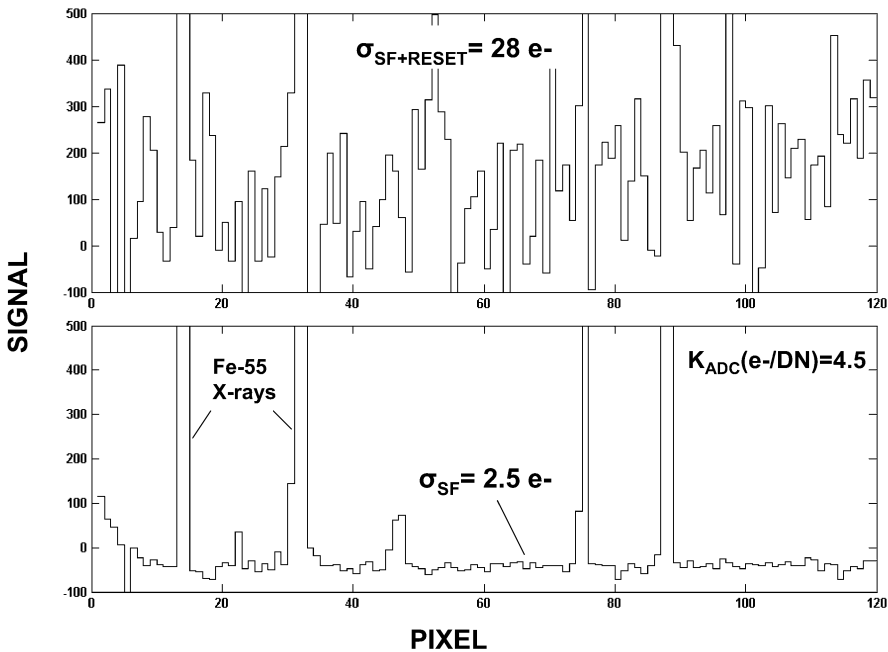 500
400
300
200
100
0
-100
0 20 40 60 80 100 120
σSF+RESET= 28 e-
SIGNAL
500
400
300
200
100
0
-100
0 20 40 60 80 100 120
Fe-55
X-rays
KADC(e-/DN)=4.5
σSF= 2.5 e-
PIXEL